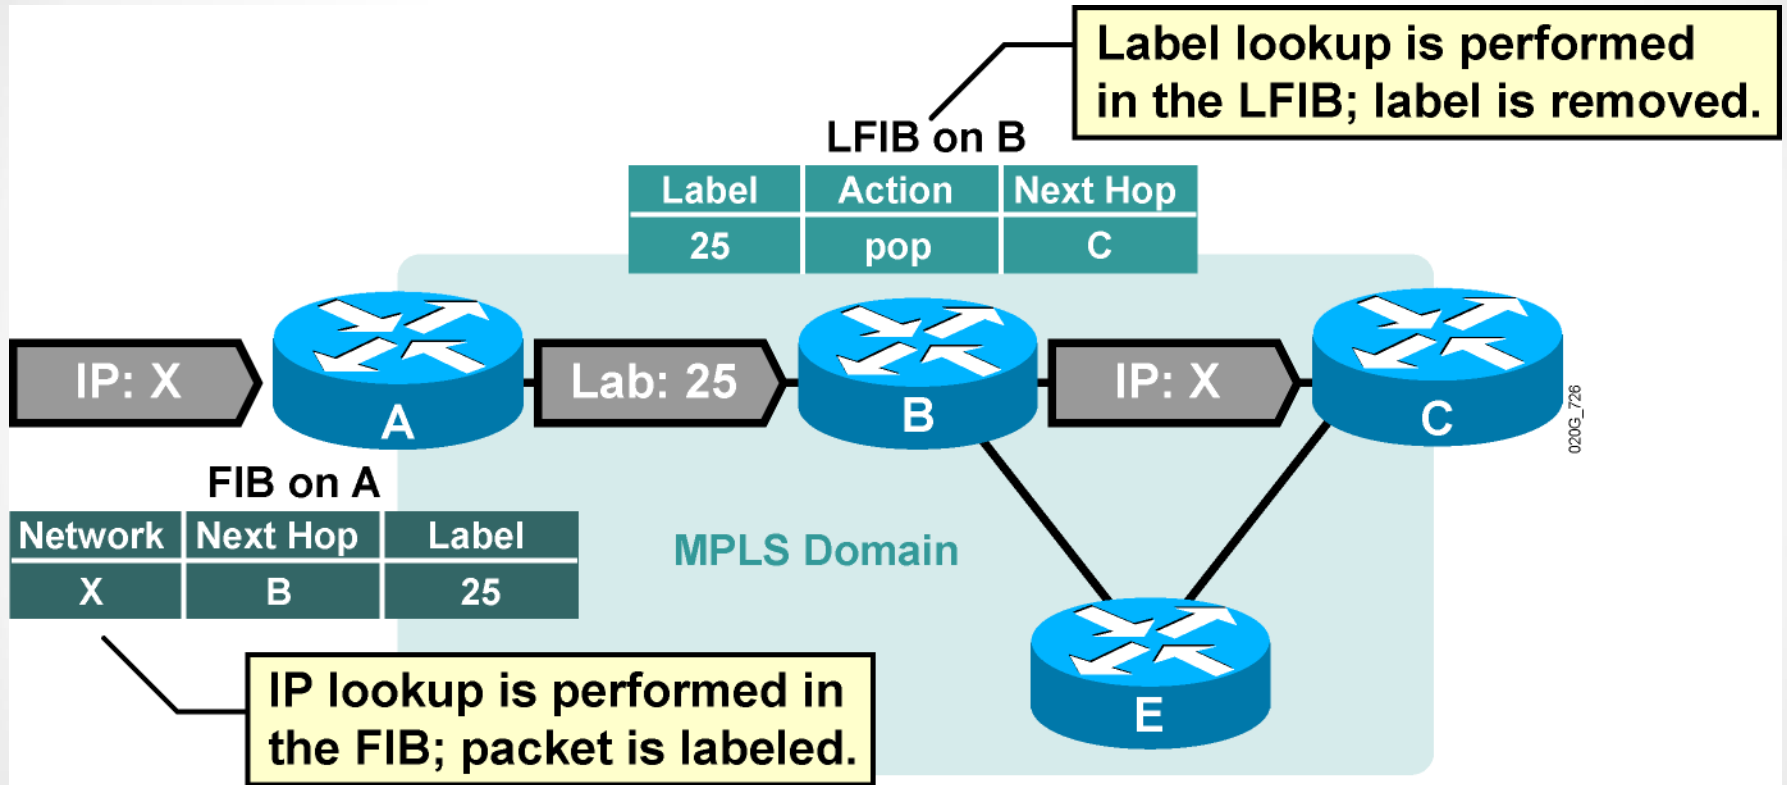 Label lookup is performed
in the LFIB; label is removed.
LFIB on B
Label Action Next Hop
25 pop C
IP: X
A
Lab: 25
B
IP: X
C
020G_726
FIB on A
Network Next Hop Label
X B 25
MPLS Domain
E
IP lookup is performed in
the FIB; packet is labeled.